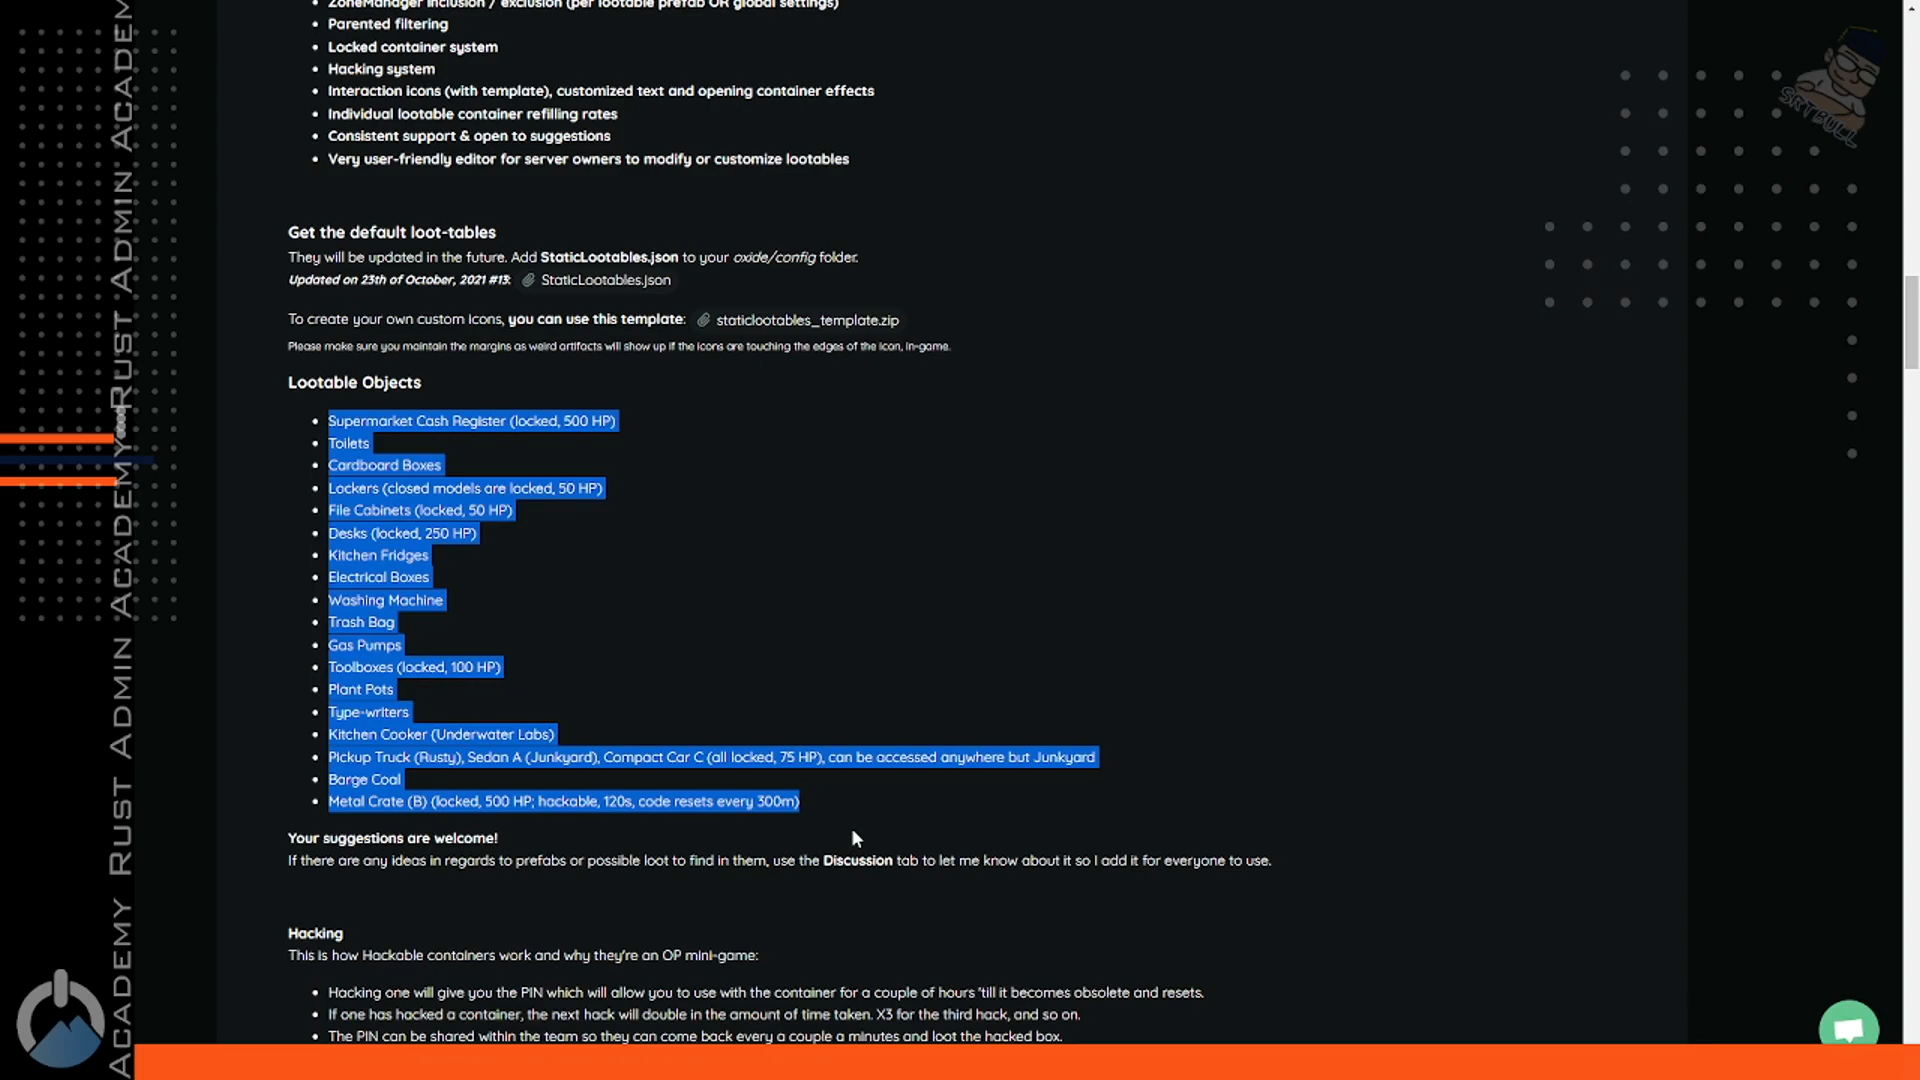 ZoneManager inclusion / exclusion (per lootable prefab OR global settings)
Parented filtering
Locked container system
Hacking system
Interaction icons (with template), customized text and opening container effects
Individual lootable container refilling rates
Consistent support & open to suggestions
Very user-friendly editor for server owners to modify or customize lootables
Get the default loot-tables
They will be updated in the future. Add StaticLootables.json to your oxide/config folder.
Updated on 23th of October, 2021 #13: StaticLootables.json
To create your own custom icons, you can use this template: staticlootables_template.zip
Please make sure you maintain the margins as weird artifacts will show up if the icons are touching the edges of the icon, in-game.
Lootable Objects
Supermarket Cash Register (locked, 500 HP)
Toilets
Cardboard Boxes
Lockers (closed models are locked, 50 HP)
File Cabinets (locked, 50 HP)
Desks (locked, 250 HP)
Kitchen Fridges
Electrical Boxes
Washing Machine
Trash Bag
Gas Pumps
Toolboxes (locked, 100 HP)
Plant Pots
Type-writers
Kitchen Cooker (Underwater Labs)
Pickup Truck (Rusty), Sedan A (Junkyard), Compact Car C (all locked, 75 HP), can be accessed anywhere but Junkyard
Barge Coal
Metal Crate (B) (locked, 500 HP; hackable, 120s, code resets every 300m)
Your suggestions are welcome!
If there are any ideas in regards to prefabs or possible loot to find in them, use the Discussion tab to let me know about it so I add it for everyone to use.
Hacking
This is how Hackable containers work and why they're an OP mini-game:
Hacking one will give you the PIN which will allow you to use with the container for a couple of hours 'till it becomes obsolete and resets.
If one has hacked a container, the next hack will double in the amount of time taken. X3 for the third hack, and so on.
The PIN can be shared within the team so they can come back every a couple a minutes and loot the hacked box.
ACADEMY RUST ADMIN ACADEMY RUST ADMIN ACADEM
SRTBULL